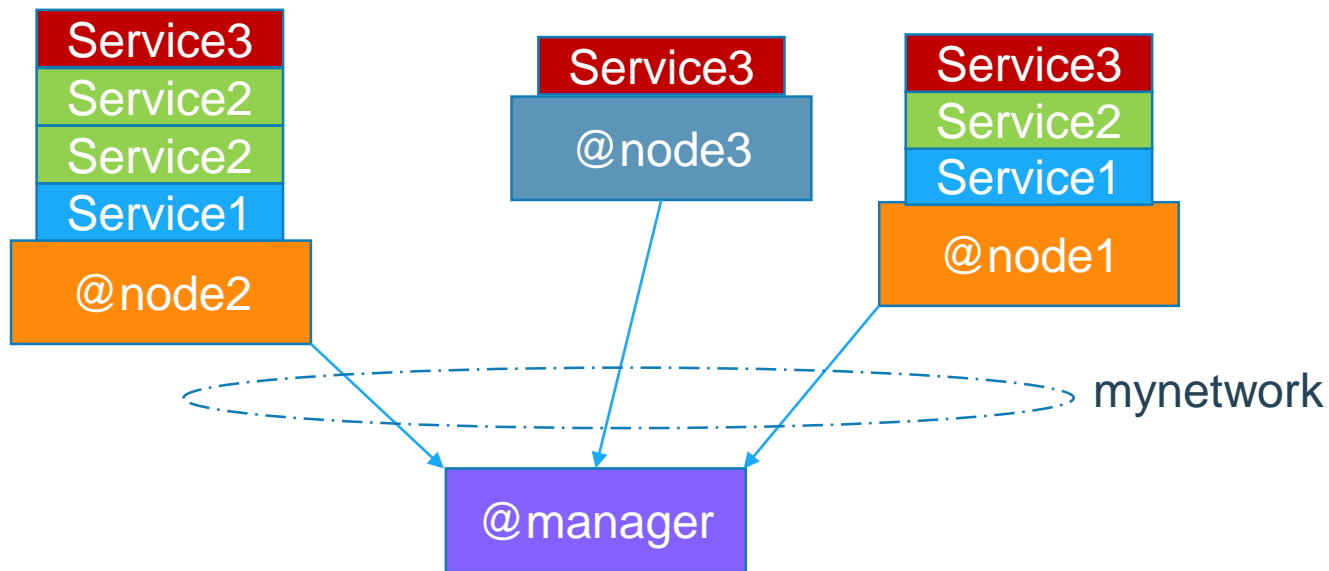 Service3
Service2
Service2
Service1
@node2
Service3
@node3
Service3
Service2
Service1
@node1
mynetwork
@manager